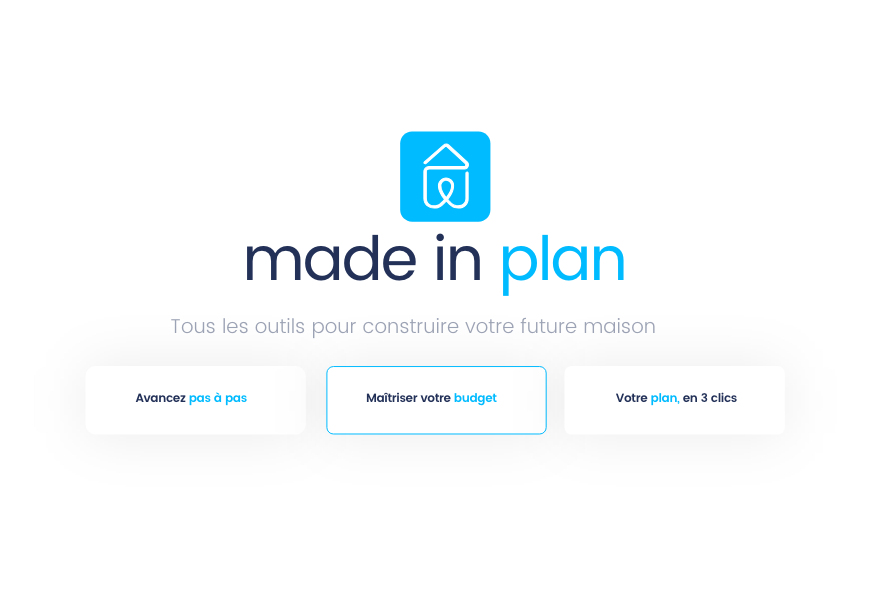 made in plan
Tous les outils pour construire votre future maison
Avancez pas à pas
Maîtriser votre budget
Votre plan, en 3 clics